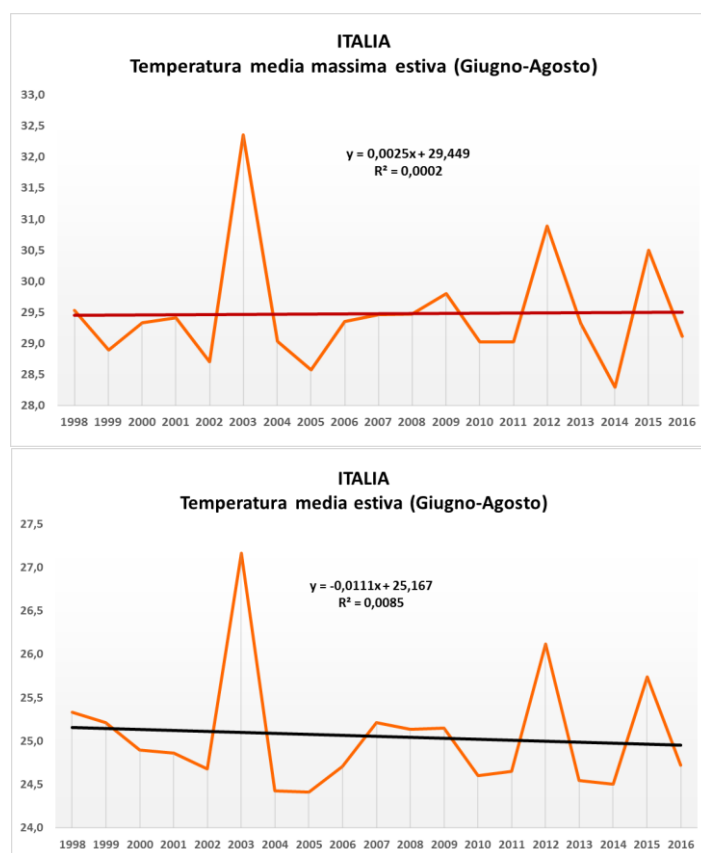 ITALIA
Temperatura media massima estiva (Giugno-Agosto)
33,0
32,5
32,0
31,5
31,0
30,5
30,0
29,5
29,0
28,5
28,0
y = 0,0025x + 29,449
R² = 0,0002
1998 1999 2000 2001 2002 2003 2004 2005 2006 2007 2008 2009 2010 2011 2012 2013 2014 2015 2016
ITALIA
Temperatura media estiva (Giugno-Agosto)
27,5
27,0
26,5
26,0
25,5
25,0
24,5
24,0
y = -0,0111x + 25,167
R² = 0,0085
1998 1999 2000 2001 2002 2003 2004 2005 2006 2007 2008 2009 2010 2011 2012 2013 2014 2015 2016